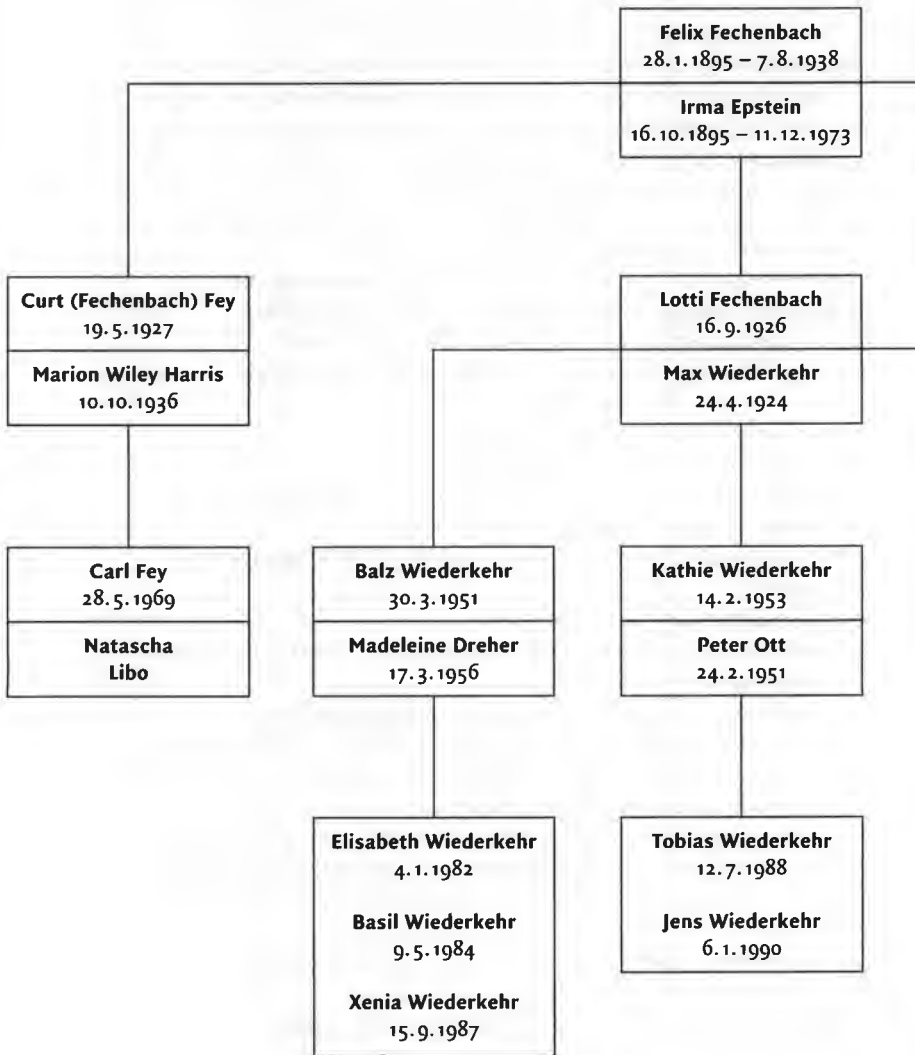 Felix Fechenbach
28.1.1895 – 7.8.1938
Irma Epstein
16.10.1895 – 11.12.1973
Curt (Fechenbach) Fey
19.5.1927
Marion Wiley Harris
10.10.1936
Lotti Fechenbach
16.9.1926
Max Wiederkehr
24.4.1924
Carl Fey
28.5.1969
Natascha
Libo
Balz Wiederkehr
30.3.1951
Madeleine Dreher
17.3.1956
Kathie Wiederkehr
14.2.1953
Peter Ott
24.2.1951
Elisabeth Wiederkehr
4.1.1982
Basil Wiederkehr
9.5.1984
Xenia Wiederkehr
15.9.1987
Tobias Wiederkehr
12.7.1988
Jens Wiederkehr
6.1.1990